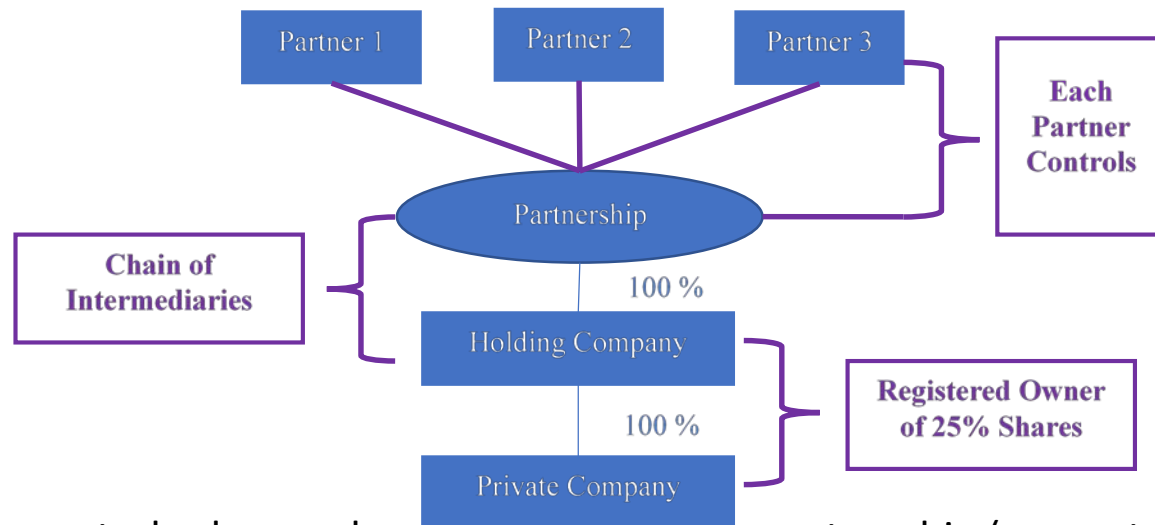 Partner 1
Partner 2
Partner 3
Each
Partner
Controls
Partnership
Chain of
Intermediaries
100 %
Holding Company
Registered Owner
of 25% Shares
100 %
Private Company